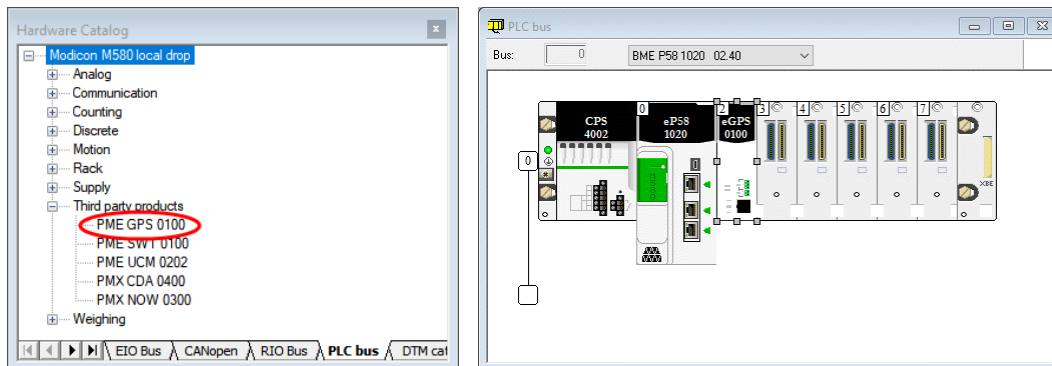 Hardware Catalog
x
Modicon M580 local drop
Analog
Communication
Counting
Discrete
Motion
Rack
Supply
Third party products
PME GPS 0100
PME SWT 0100
PME UCM 0202
PMX CDA 0400
PMX NOW 0300
Weighing
EIO Bus CANopen RIO Bus PLC bus DTM cat
PLC bus
Bus: 0 BME P58 1020 02.40
0 2 3 4 5 6 7
CPS 4002
eP58 1020
eGPS 0100
0
XBE